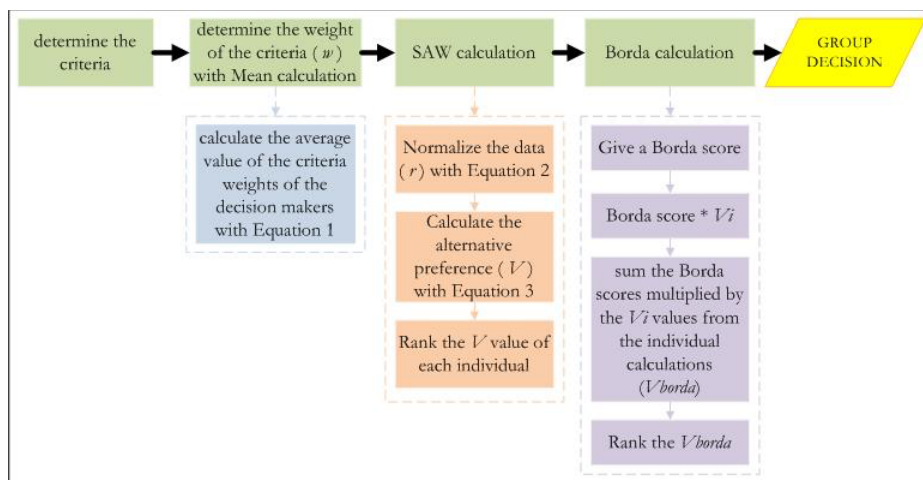 determine the
criteria
determine the weight
of the criteria (w)
with Mean calculation
SAW calculation
Borda calculation
GROUP
DECISION
calculate the average
value of the criteria
weights of the
decision makers
with Equation 1
Normalize the data
(r) with Equation 2
Calculate the
alternative
preference (V)
with Equation 3
Rank the V value of
each individual
Give a Borda score
Borda score * Vi
sum the Borda
scores multiplied by
the Vi values from
the individual
calculations
(Vborda)
Rank the Vborda